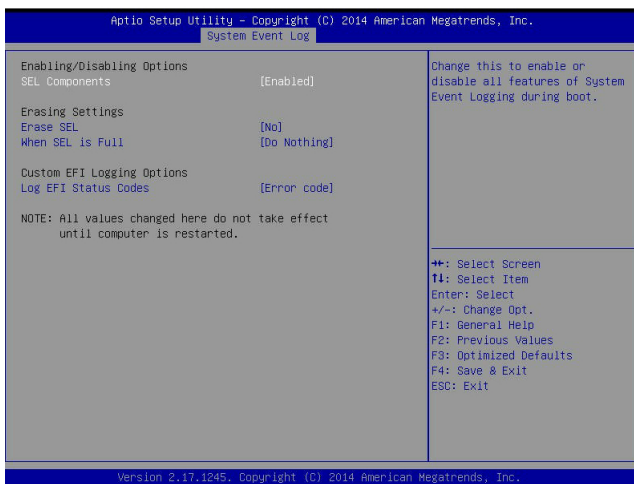 Aptio Setup Utility – Copyright (C) 2014 American Megatrends, Inc.
System Event Log
Enabling/Disabling Options
SEL Components [Enabled]
Erasing Settings
Erase SEL [No]
When SEL is Full [Do Nothing]
Custom EFI Logging Options
Log EFI Status Codes [Error code]
NOTE: All values changed here do not take effect
until computer is restarted.
Change this to enable or
disable all features of System
Event Logging during boot.
→←: Select Screen
↑↓: Select Item
Enter: Select
+/-: Change Opt.
F1: General Help
F2: Previous Values
F3: Optimized Defaults
F4: Save & Exit
ESC: Exit
Version 2.17.1245. Copyright (C) 2014 American Megatrends, Inc.